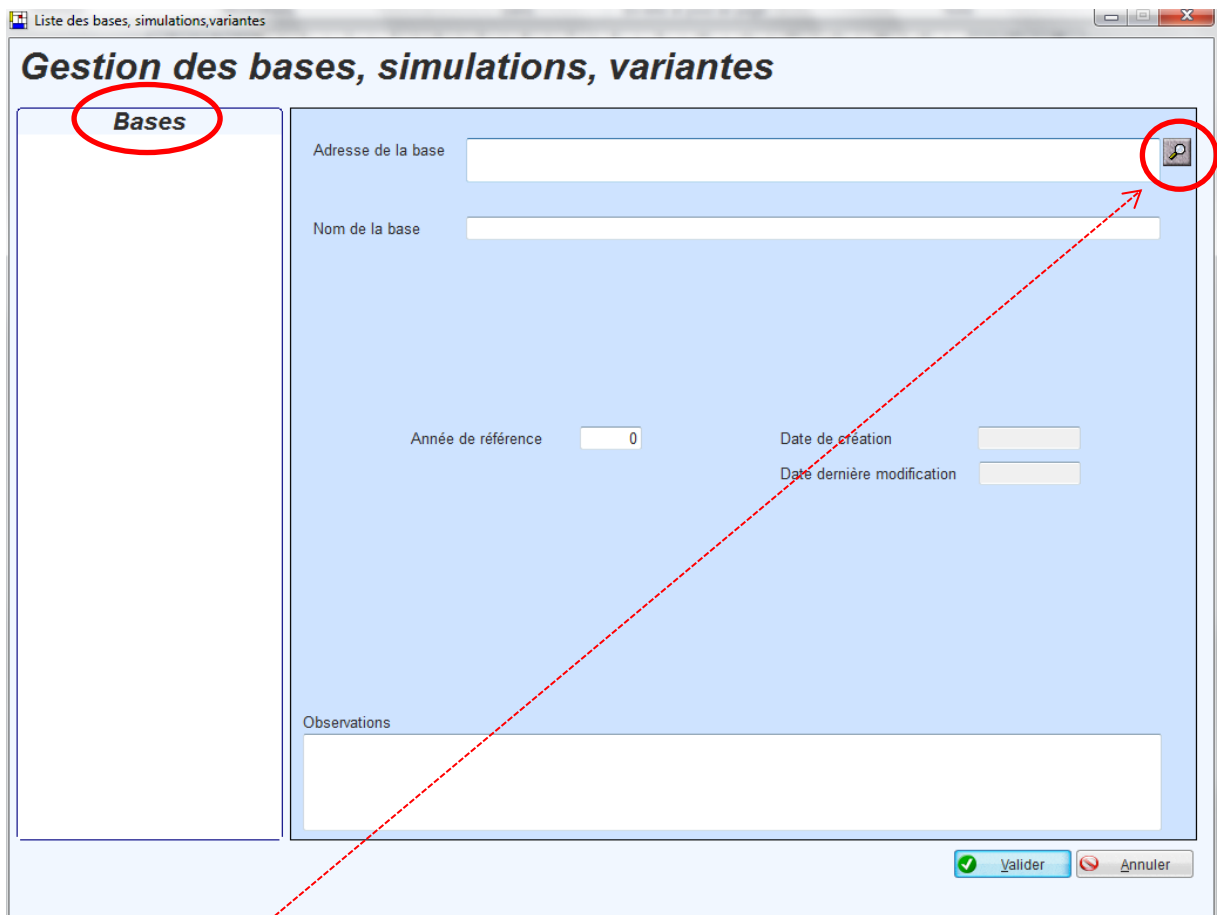 Liste des bases, simulations,variantes
Gestion des bases, simulations, variantes
Bases
Adresse de la base
Nom de la base
Année de référence 0 Date de création
Date dernière modification
Observations
Valider Annuler